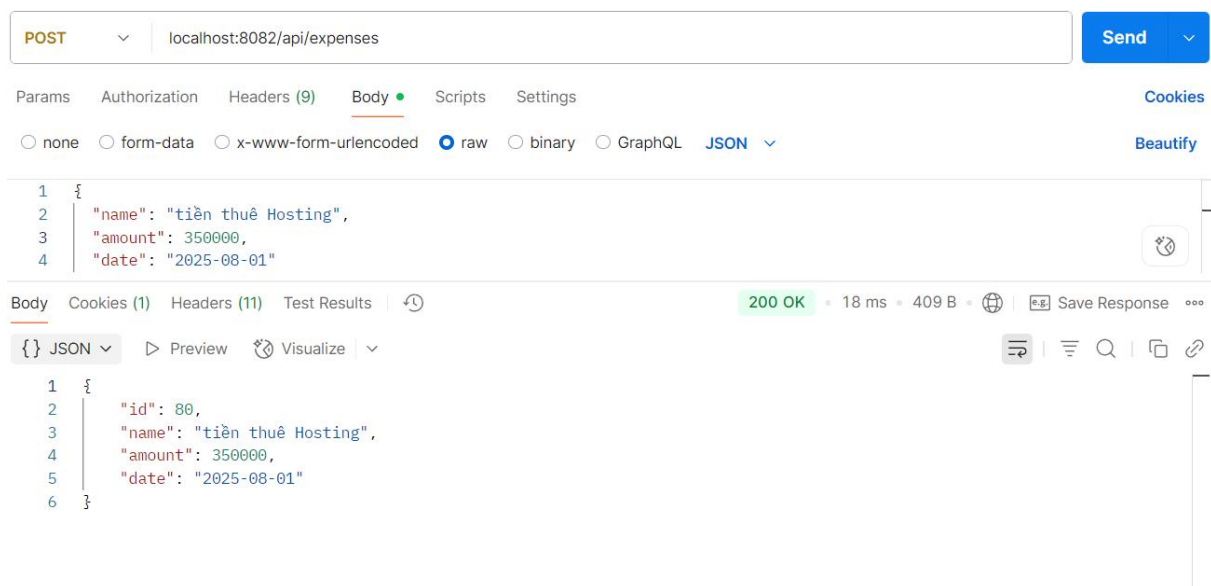 POST localhost:8082/api/expenses Send
Params Authorization Headers (9) Body Scripts Settings Cookies
none form-data x-www-form-urlencoded raw binary GraphQL JSON Beautify
1 {
2 "name": "tiền thuê Hosting",
3 "amount": 350000,
4 "date": "2025-08-01"
Body Cookies (1) Headers (11) Test Results 200 OK 18 ms 409 B e.g. Save Response
{} JSON Preview Visualize
1 {
2 "id": 80,
3 "name": "tiền thuê Hosting",
4 "amount": 350000,
5 "date": "2025-08-01"
6 }